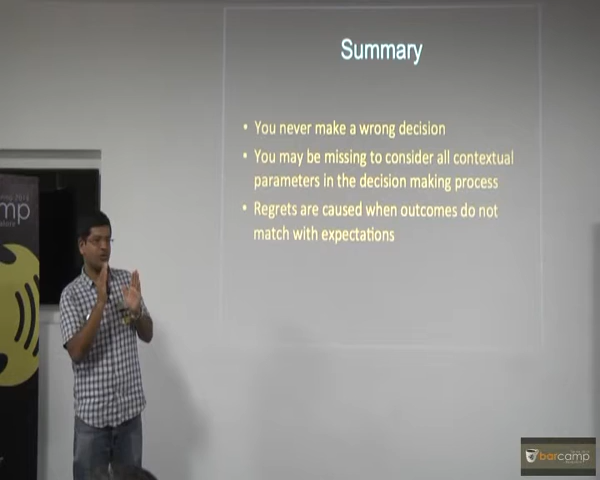 Summary
• You never make a wrong decision
• You may be missing to consider all contextual
parameters in the decision making process
• Regrets are caused when outcomes do not
match with expectations
mp
barcamp